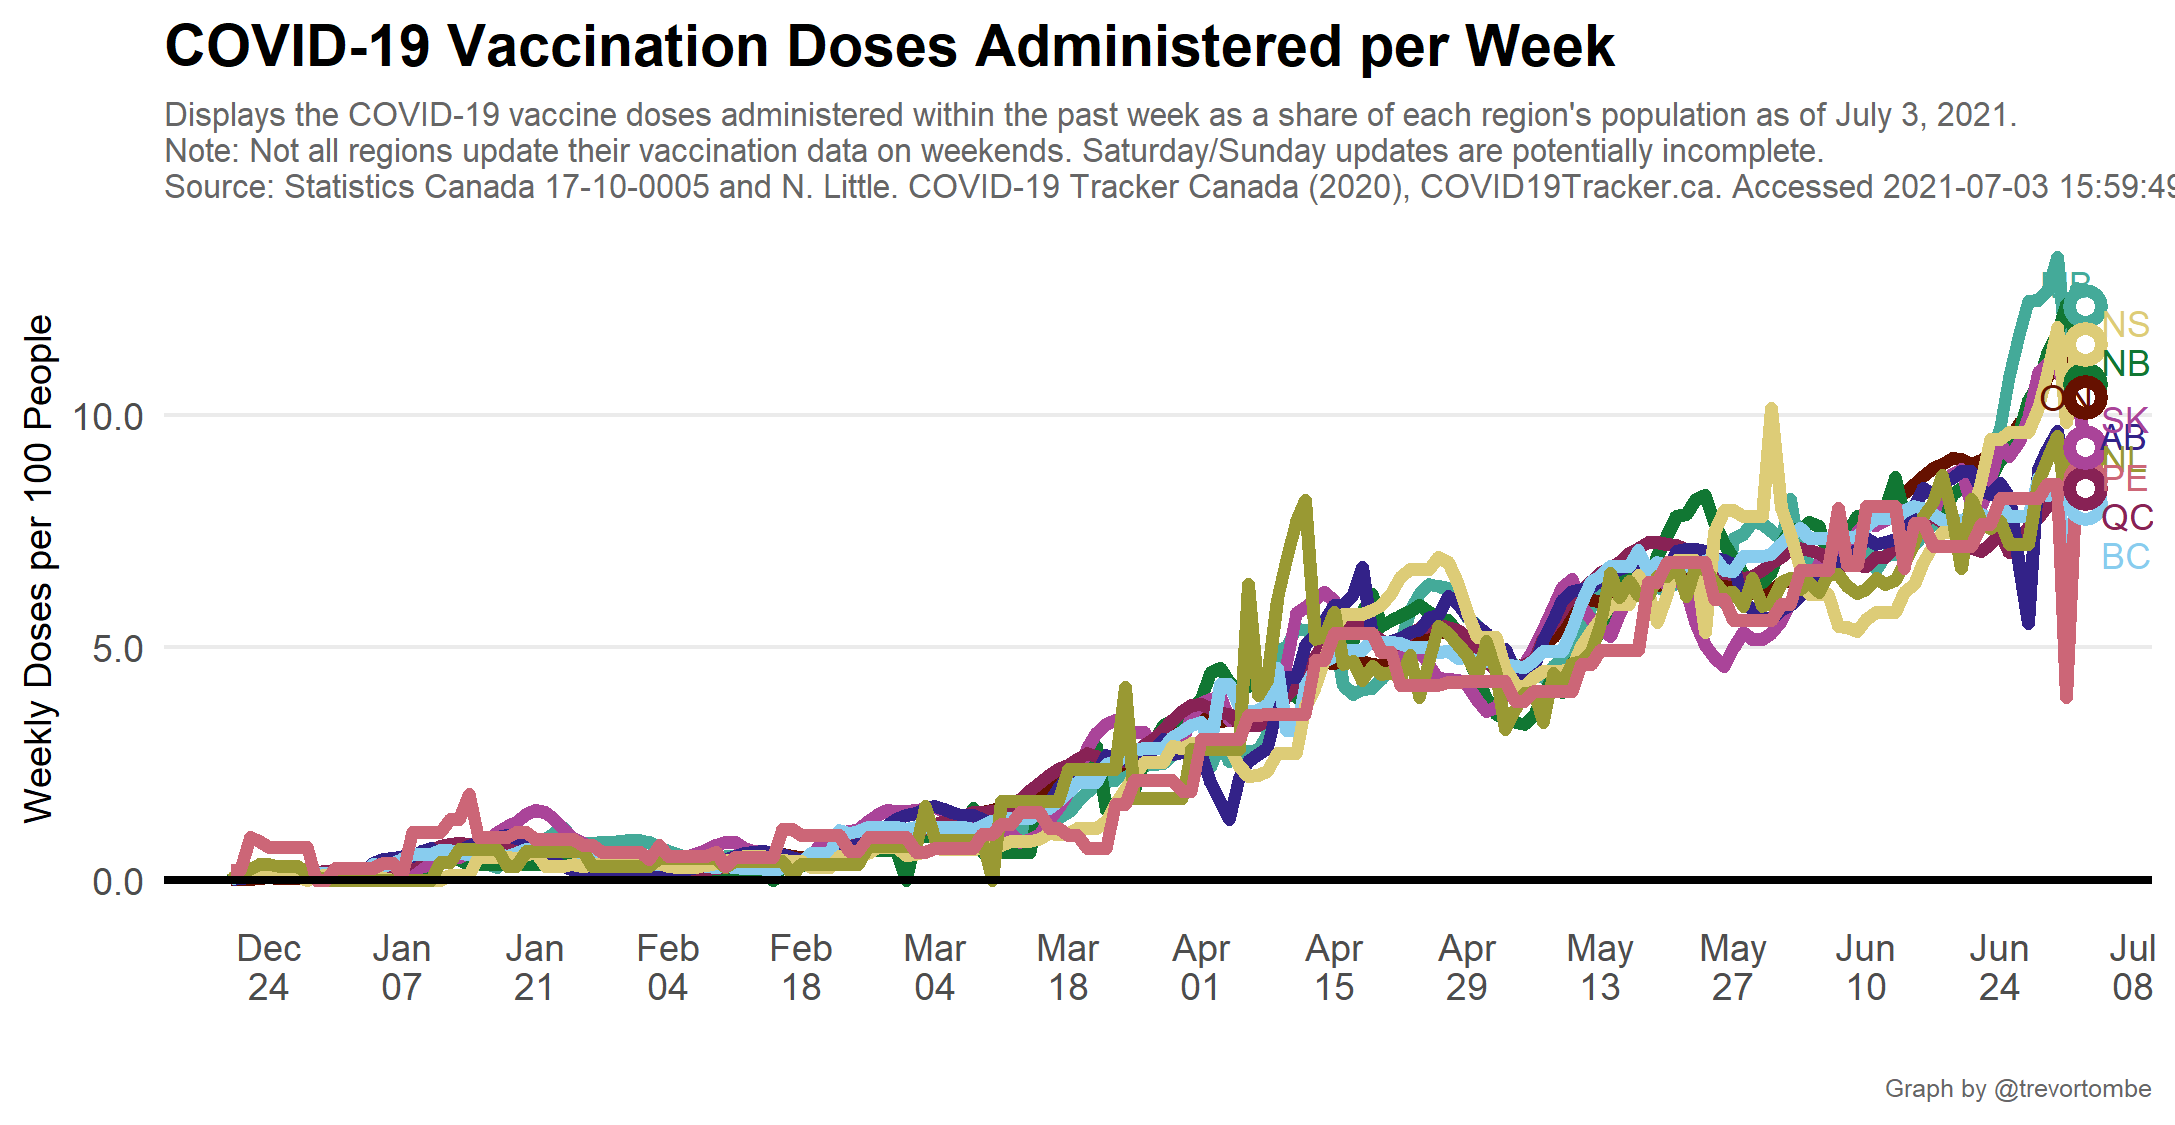 COVID-19 Vaccination Doses Administered per Week
Displays the COVID-19 vaccine doses administered within the past week as a share of each region's population as of July 3, 2021.
Note: Not all regions update their vaccination data on weekends. Saturday/Sunday updates are potentially incomplete.
Source: Statistics Canada 17-10-0005 and N. Little. COVID-19 Tracker Canada (2020), COVID19Tracker.ca. Accessed 2021-07-03 15:59:49
Weekly Doses per 100 People
10.0
5.0
0.0
NS
NB
ON
SK
AB
NL
PE
QC
BC
Dec 24
Jan 07
Jan 21
Feb 04
Feb 18
Mar 04
Mar 18
Apr 01
Apr 15
Apr 29
May 13
May 27
Jun 10
Jun 24
Jul 08
Graph by @trevortombe